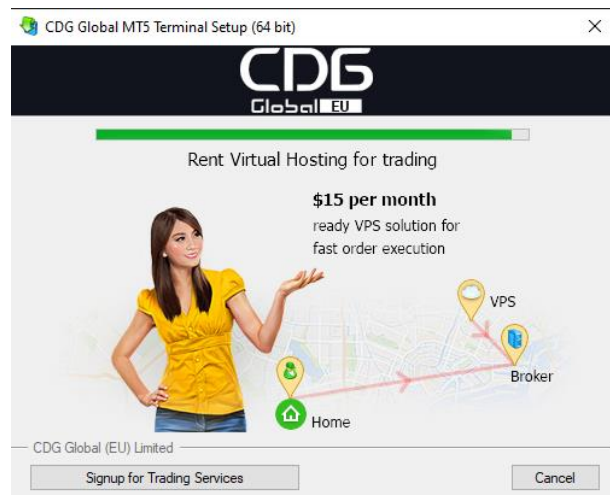 CDG Global MT5 Terminal Setup (64 bit)
CDG
Global EU
Rent Virtual Hosting for trading
$15 per month
ready VPS solution for
fast order execution
VPS
Broker
Home
CDG Global (EU) Limited
Signup for Trading Services
Cancel